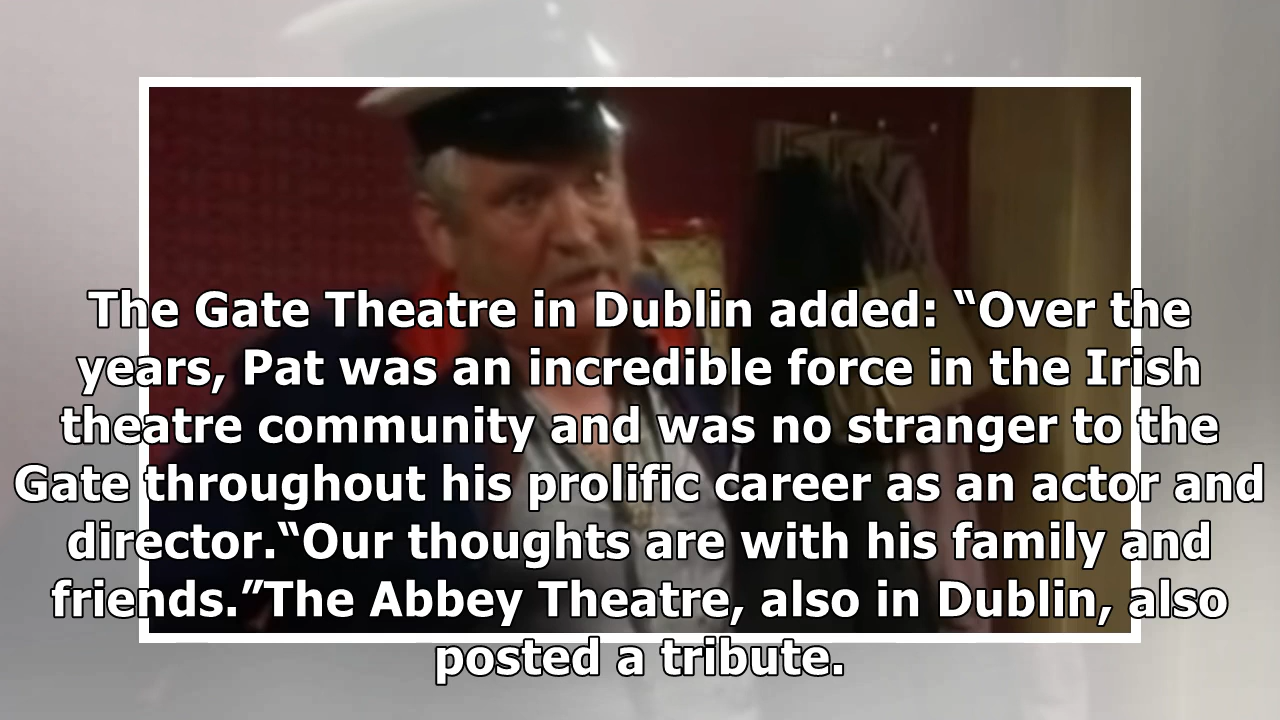 The Gate Theatre in Dublin added: “Over the
years, Pat was an incredible force in the Irish
theatre community and was no stranger to the
Gate throughout his prolific career as an actor and
director.“Our thoughts are with his family and
friends.”The Abbey Theatre, also in Dublin, also
posted a tribute.